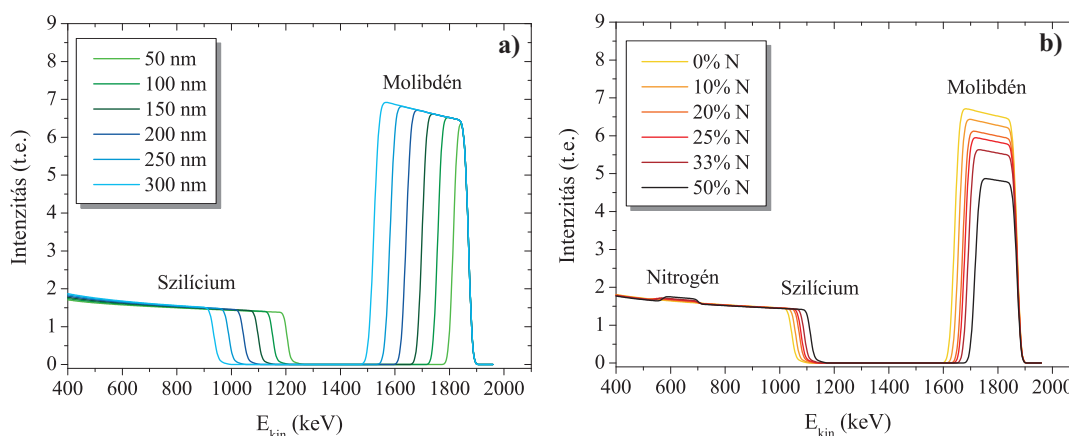 a)
9
8
7
6
5
4
3
2
1
0
Intenzitás (t.e.)
50 nm
100 nm
150 nm
200 nm
250 nm
300 nm
Molibdén
Szilícium
400 600 800 1000 1200 1400 1600 1800 2000
E_kin (keV)
b)
9
8
7
6
5
4
3
2
1
0
Intenzitás (t.e.)
0% N
10% N
20% N
25% N
33% N
50% N
Molibdén
Nitrogén
Szilícium
400 600 800 1000 1200 1400 1600 1800 2000
E_kin (keV)